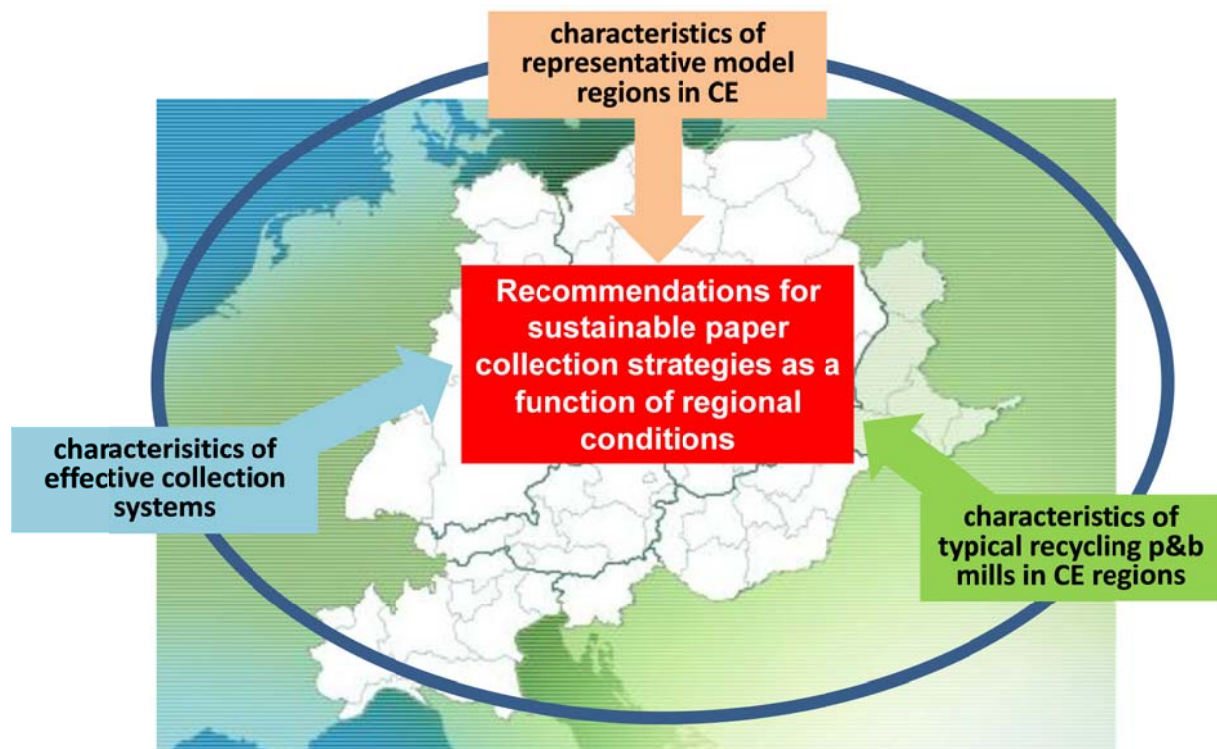 characteristics of
representative model
regions in CE
Recommendations for
sustainable paper
collection strategies as a
function of regional
conditions
characterisitics of
effective collection
systems
characteristics of
typical recycling p&b
mills in CE regions